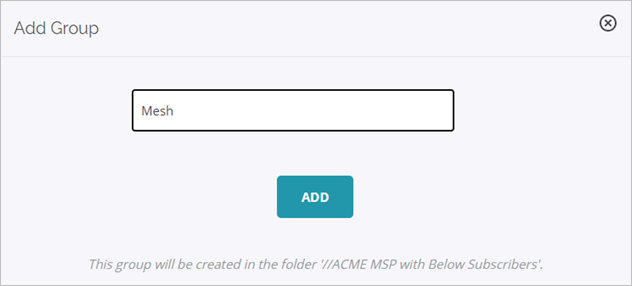 Add Group
Mesh
ADD
This group will be created in the folder '//ACME MSP with Below Subscribers'.